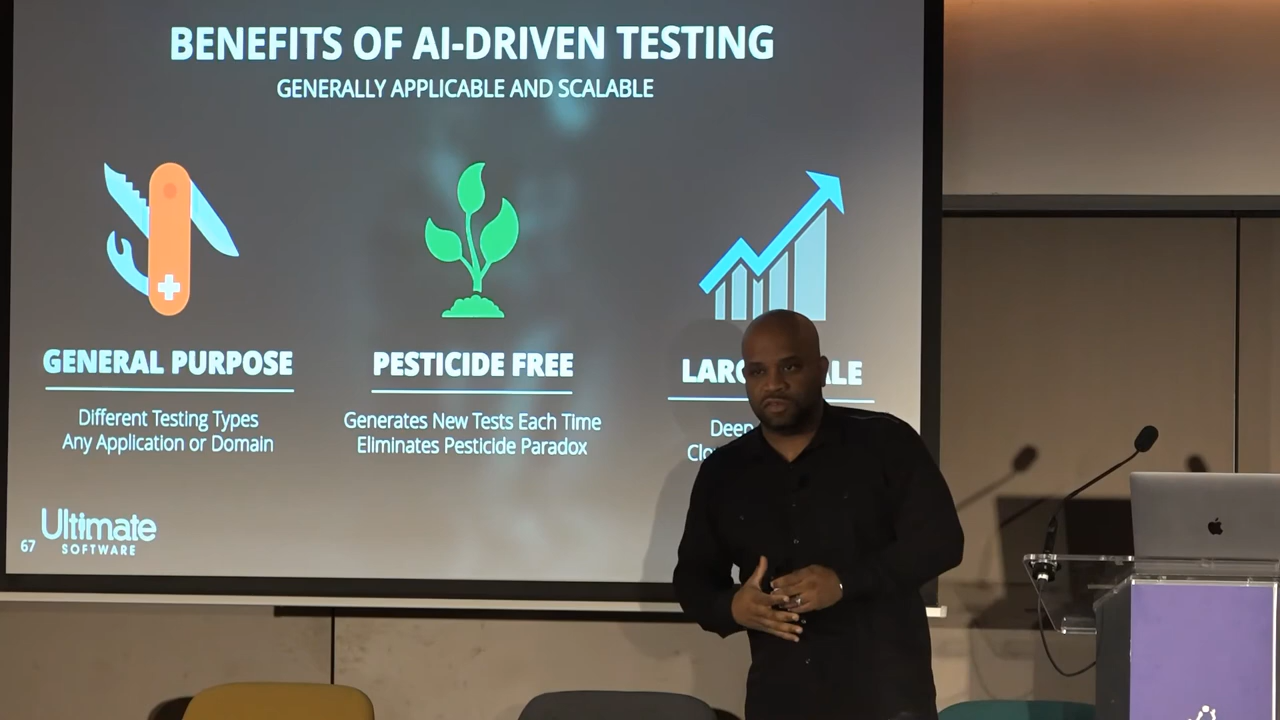 BENEFITS OF AI-DRIVEN TESTING
GENERALLY APPLICABLE AND SCALABLE
GENERAL PURPOSE
Different Testing Types
Any Application or Domain
PESTICIDE FREE
Generates New Tests Each Time
Eliminates Pesticide Paradox
Deep
67
Ultimate
SOFTWARE